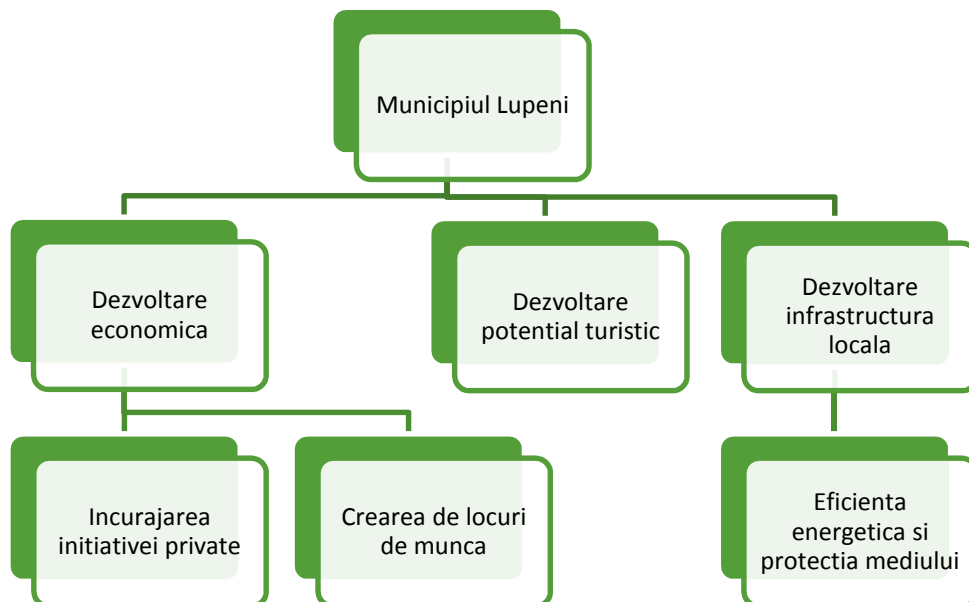 Municipiul Lupeni
Dezvoltare
economica
Dezvoltare
potential turistic
Dezvoltare
infrastructura
locala
Incurajarea
initiativei private
Crearea de locuri
de munca
Eficienta
energetica si
protectia mediului